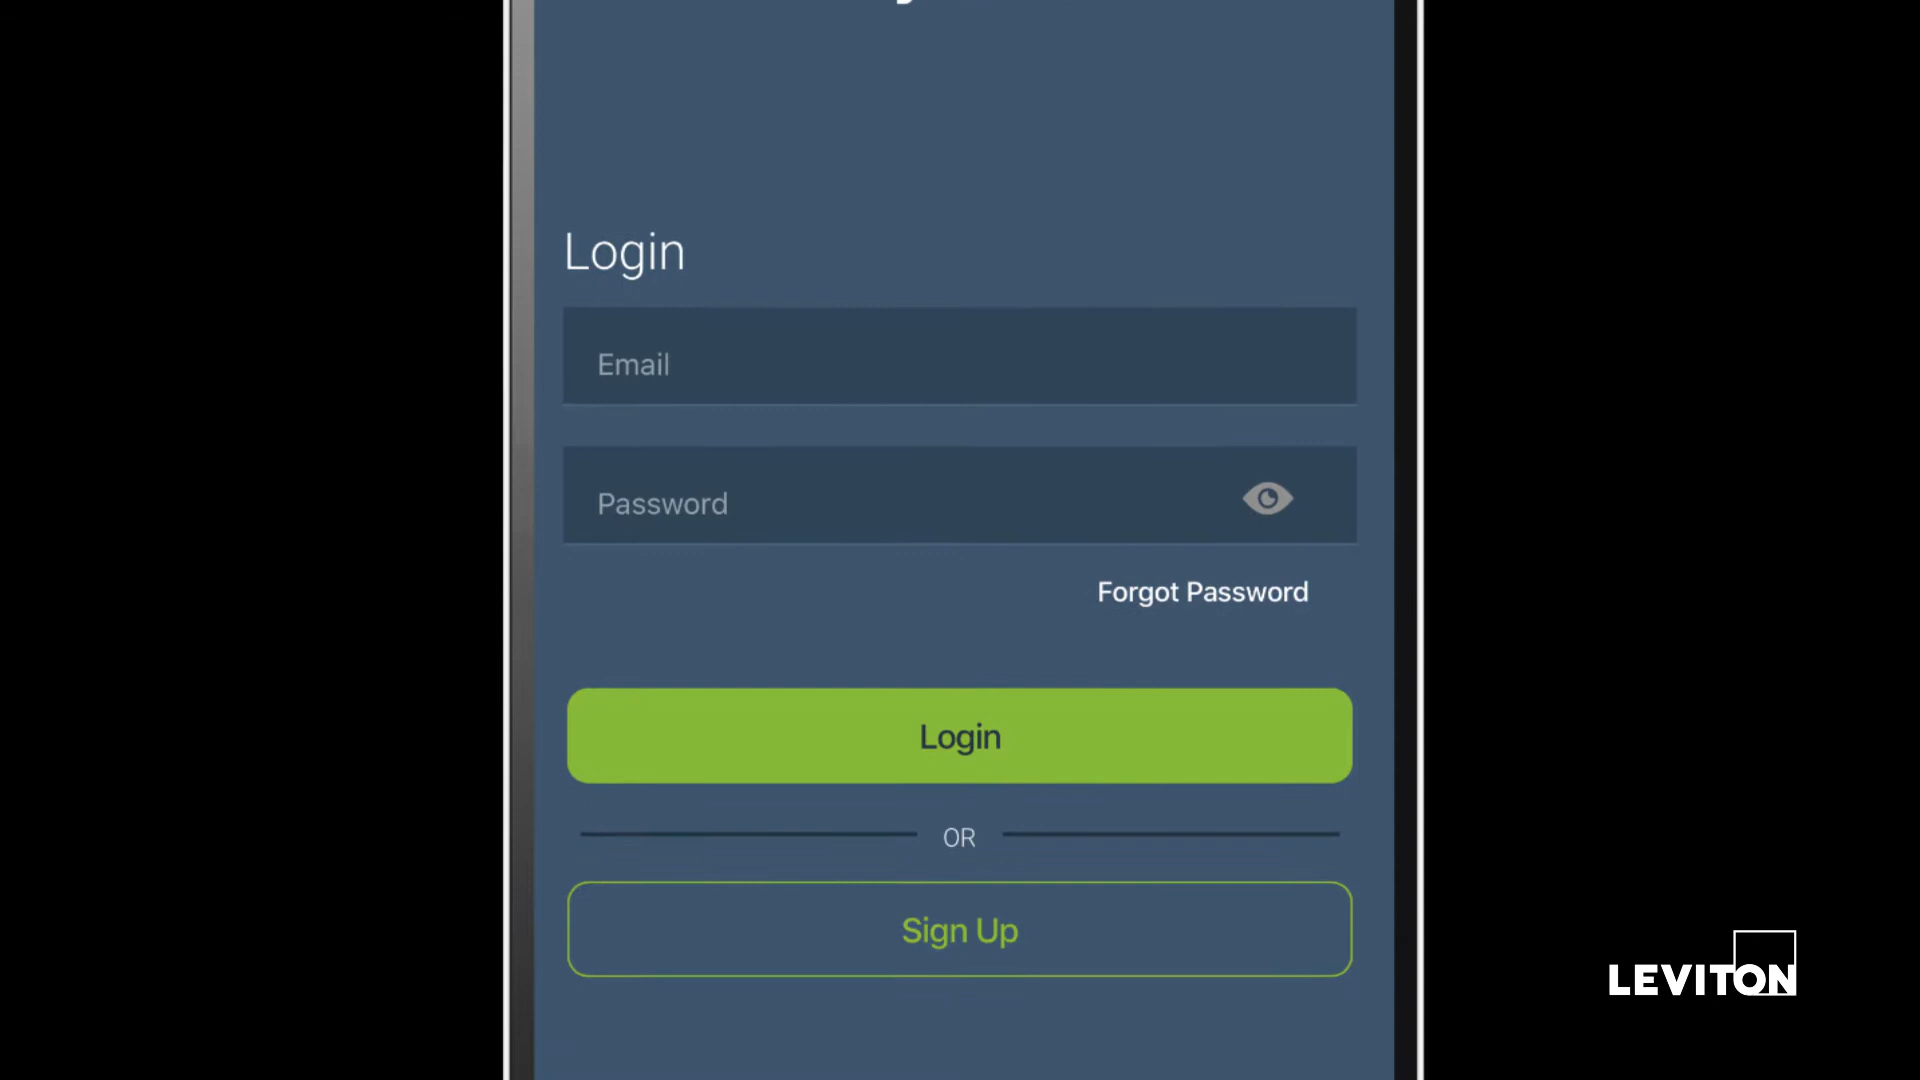 Login
Email
Password
Forgot Password
Login
OR
Sign Up
LEVITON